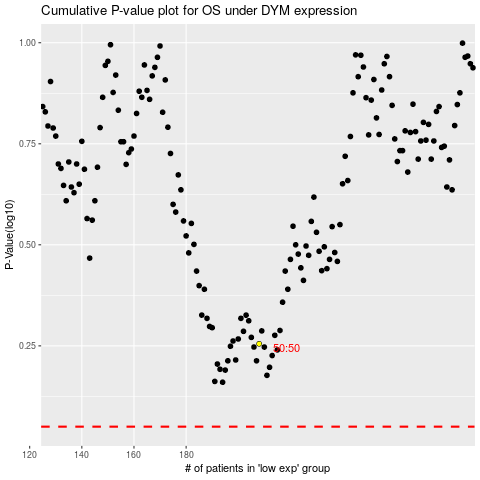 Cumulative P-value plot for OS under DYM expression
P-Value(log10)
1.00
0.75
0.50
0.25
50:50
120 140 160 180
# of patients in 'low exp' group